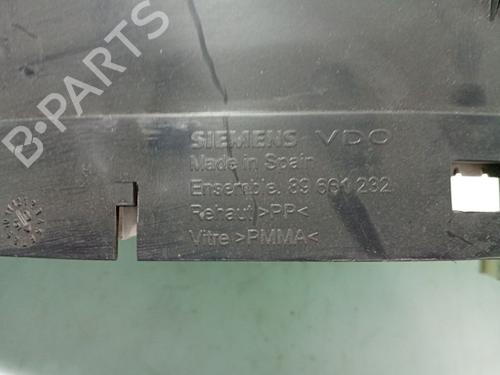 B-PARTS
SIEMENS VDO
Made in Spain
Ensemble. 89 661 232
Rehaut >PP<
Vitre >PMMA<